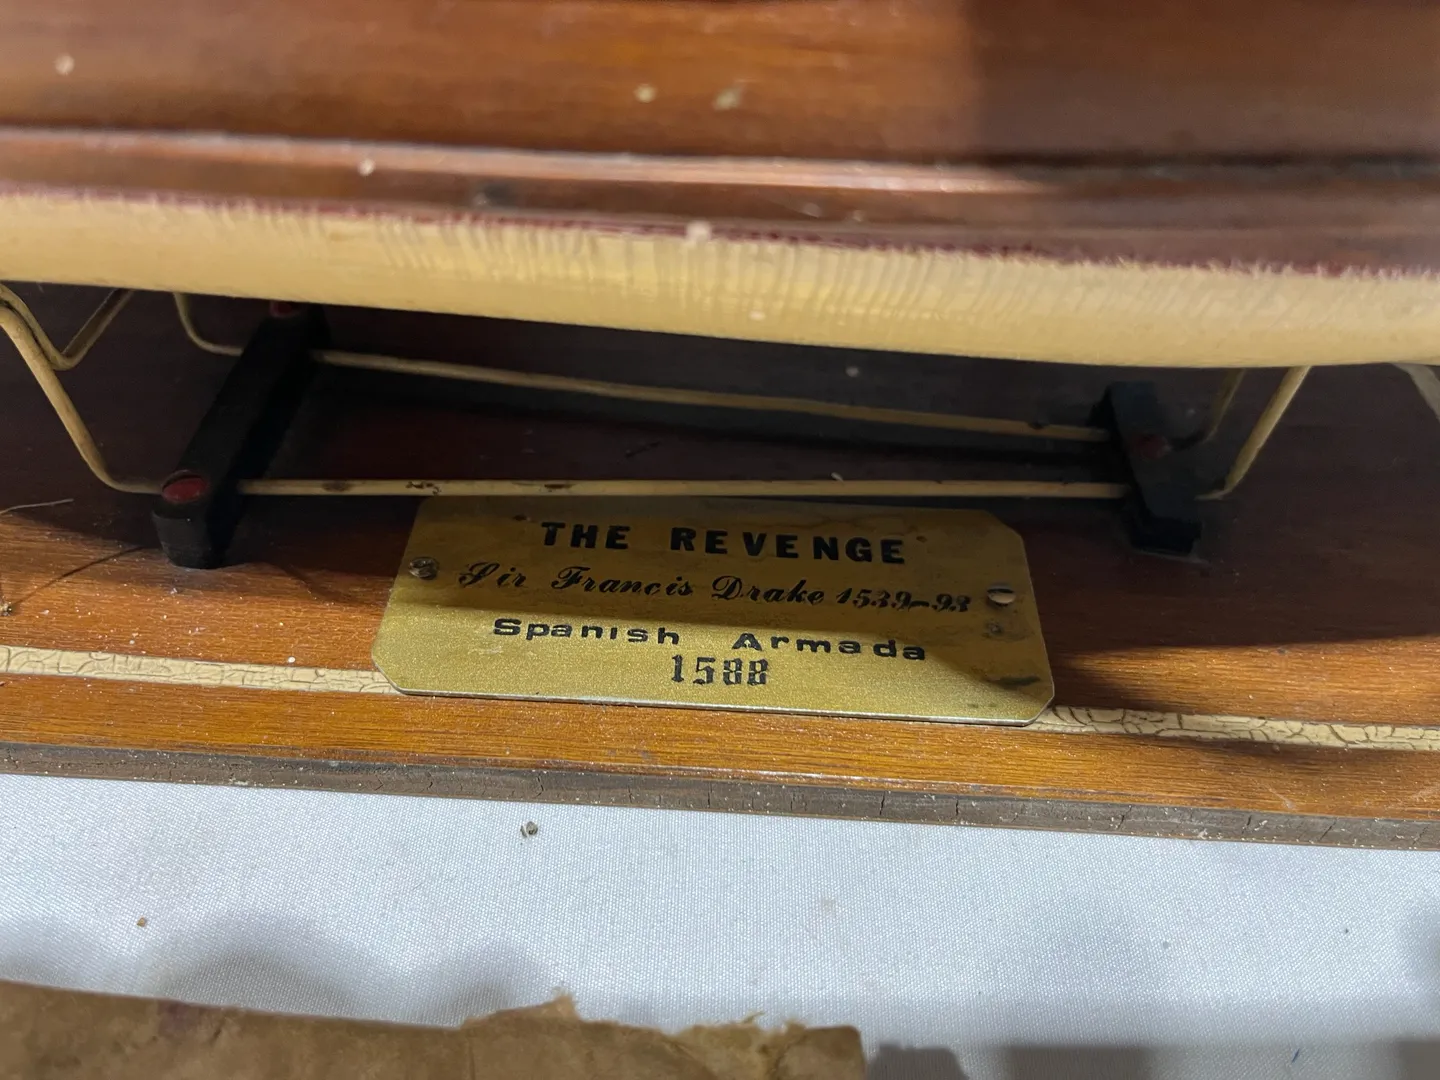 THE REVENGE
Sir Francis Drake 1539-93
Spanish Armada
1588